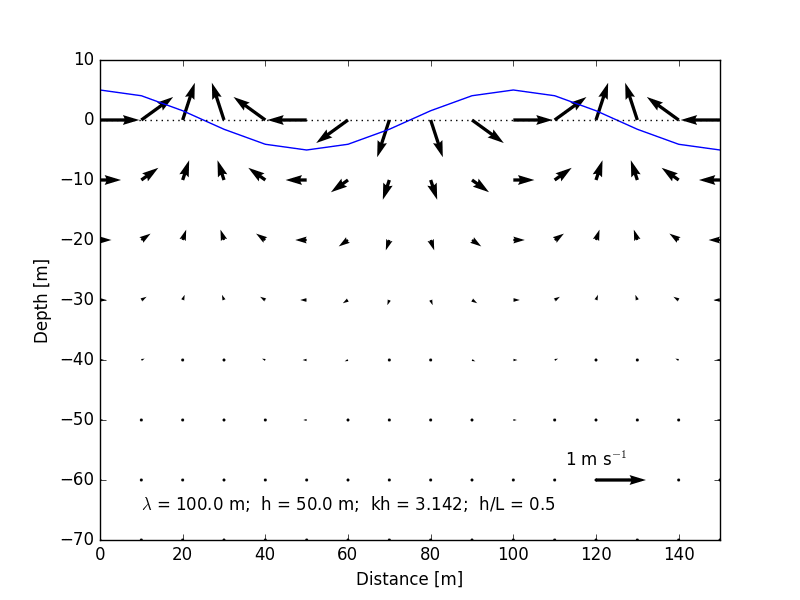 10
0
−10
−20
−30
−40
−50
−60
−70
Depth [m]
1 m s⁻¹
λ = 100.0 m;  h = 50.0 m;  kh = 3.142;  h/L = 0.5
0 20 40 60 80 100 120 140
Distance [m]